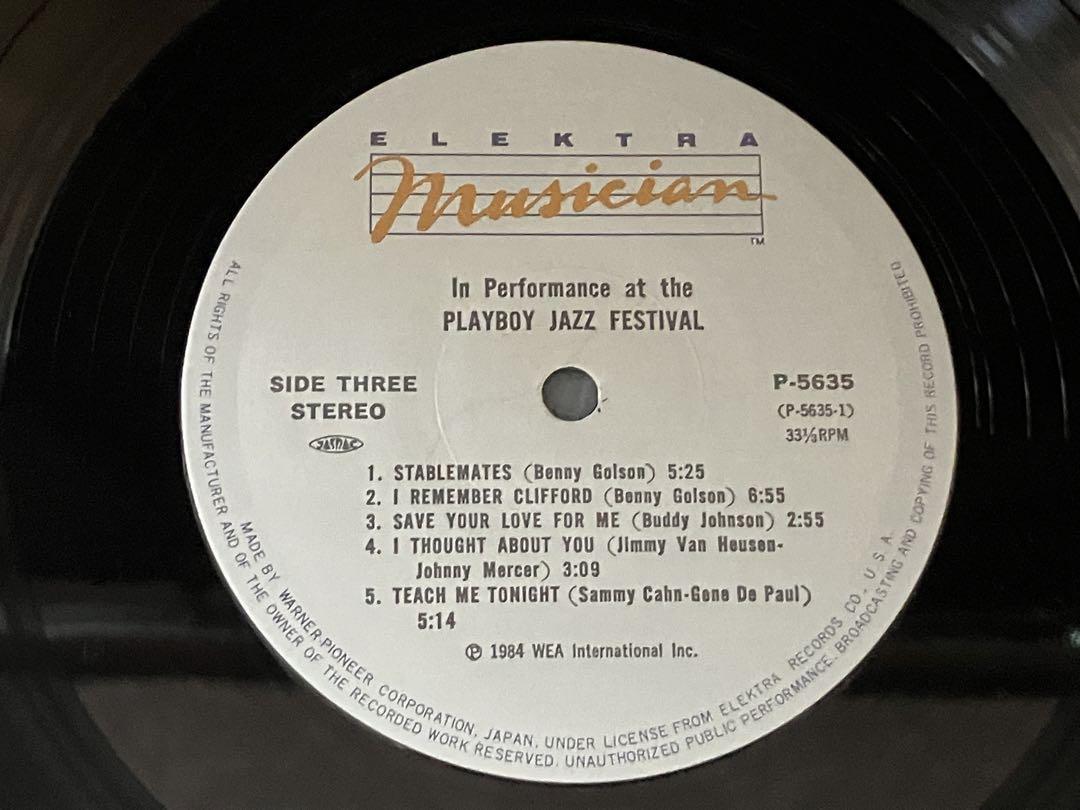 ELEKTRA
Musician
TM
In Performance at the
PLAYBOY JAZZ FESTIVAL
SIDE THREE
STEREO
JASRAC
P-5635
(P-5635-1)
33⅓RPM
1. STABLEMATES (Benny Golson) 5:25
2. I REMEMBER CLIFFORD (Benny Golson) 6:55
3. SAVE YOUR LOVE FOR ME (Buddy Johnson) 2:55
4. I THOUGHT ABOUT YOU (Jimmy Van Heusen-
Johnny Mercer) 3:09
5. TEACH ME TONIGHT (Sammy Cahn-Gene De Paul)
5:14
℗ 1984 WEA International Inc.
MADE BY WARNER-PIONEER CORPORATION, JAPAN. UNDER LICENSE FROM ELEKTRA RECORDS CO., U.S.A.
ALL RIGHTS OF THE MANUFACTURER AND OF THE OWNER OF THE RECORDED WORK RESERVED. UNAUTHORIZED PUBLIC PERFORMANCE. BROADCASTING AND COPYING OF THIS RECORD PROHIBITED